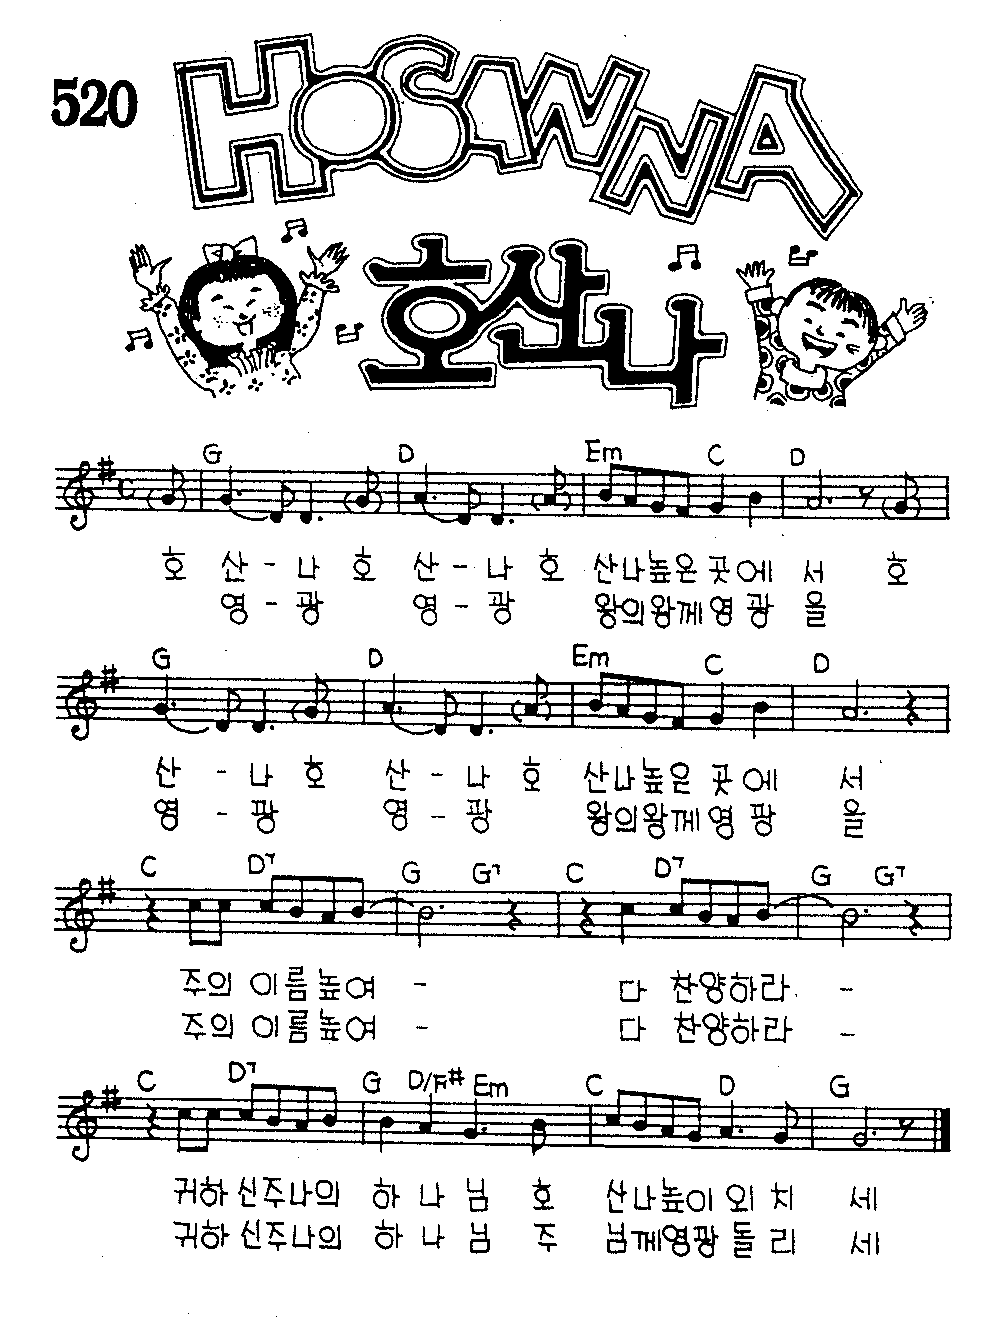 520
HOSANNA
호산나
G D Em C D
호 산 - 나 호 산 - 나 호 산나높은 곳에 서 호
영 - 광 영 - 광 왕의왕께 영 광 을
G D Em C D
산 - 나 호 산 - 나 호 산나높은 곳에 서
영 - 광 영 - 광 왕의왕께 영 광 을
C D7 G G7 C D7 G G7
주의 이름높여 - 다 찬양하라 -
주의 이름높여 - 다 찬양하라 -
C D7 G D/F# Em C D G
귀하신주나의 하 나 님 호 산나높이 외 치 세
귀하신주나의 하 나 님 주 님께영광 돌 리 세